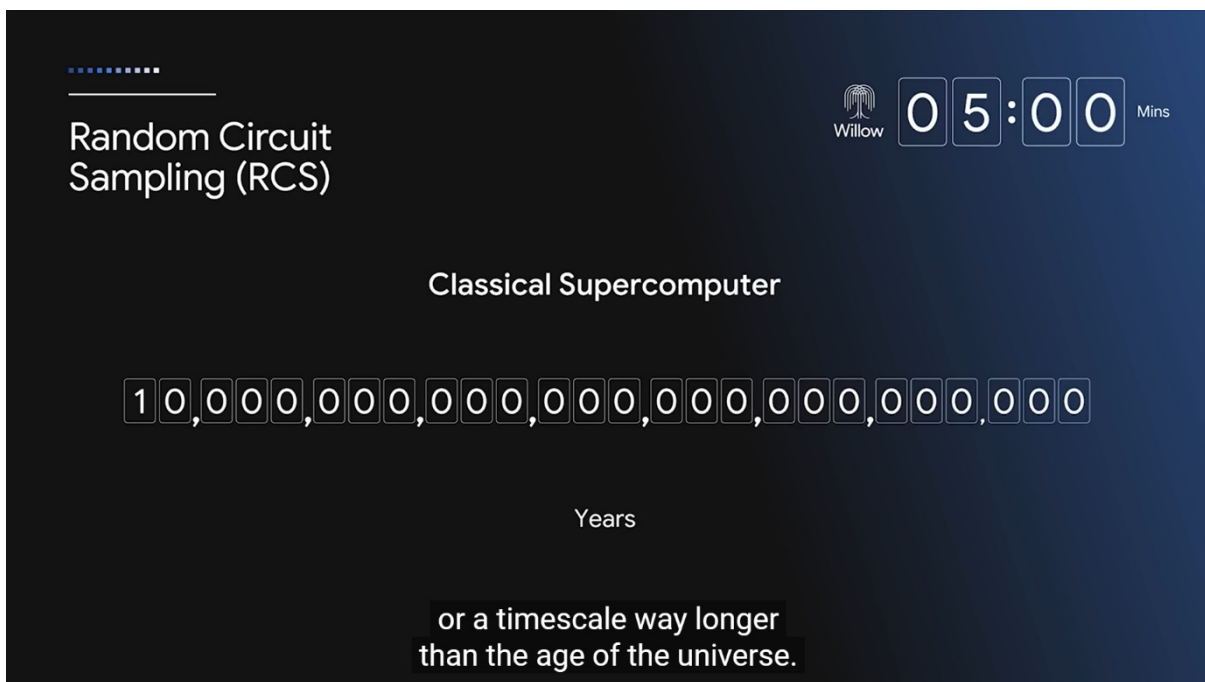 Random Circuit
Sampling (RCS)
Willow
05:00 Mins
Classical Supercomputer
10,000,000,000,000,000,000,000,000
Years
or a timescale way longer
than the age of the universe.